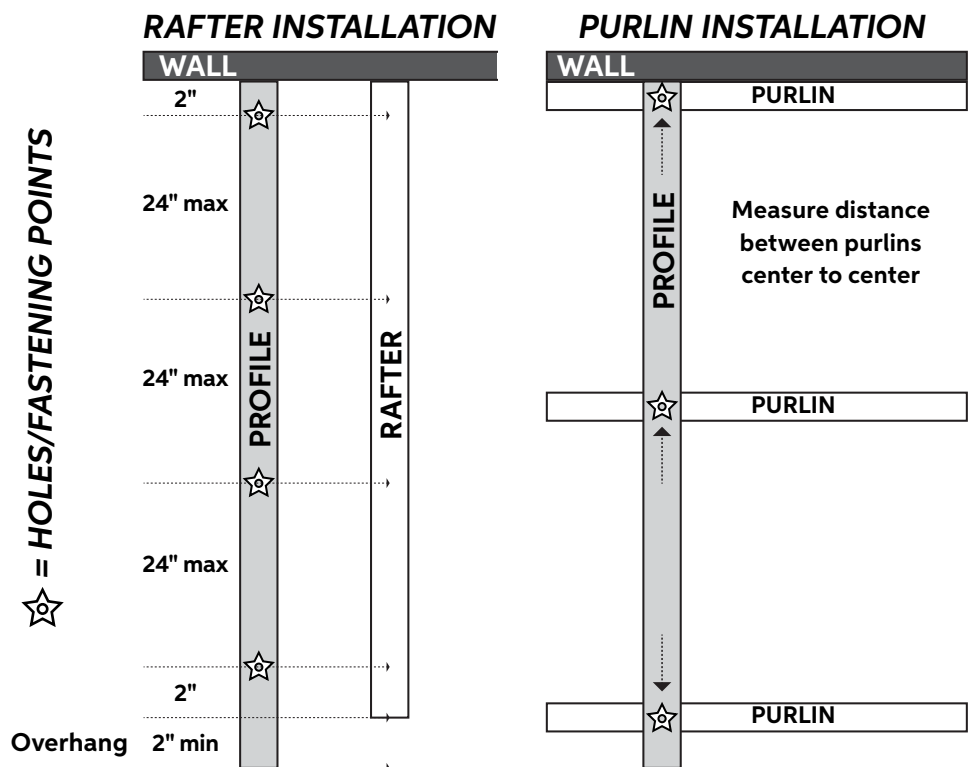 RAFTER INSTALLATION
WALL
2"
24" max
24" max
24" max
2"
Overhang 2" min
PROFILE
RAFTER
= HOLES/FASTENING POINTS
PURLIN INSTALLATION
WALL
PURLIN
PROFILE
Measure distance
between purlins
center to center
PURLIN
PURLIN